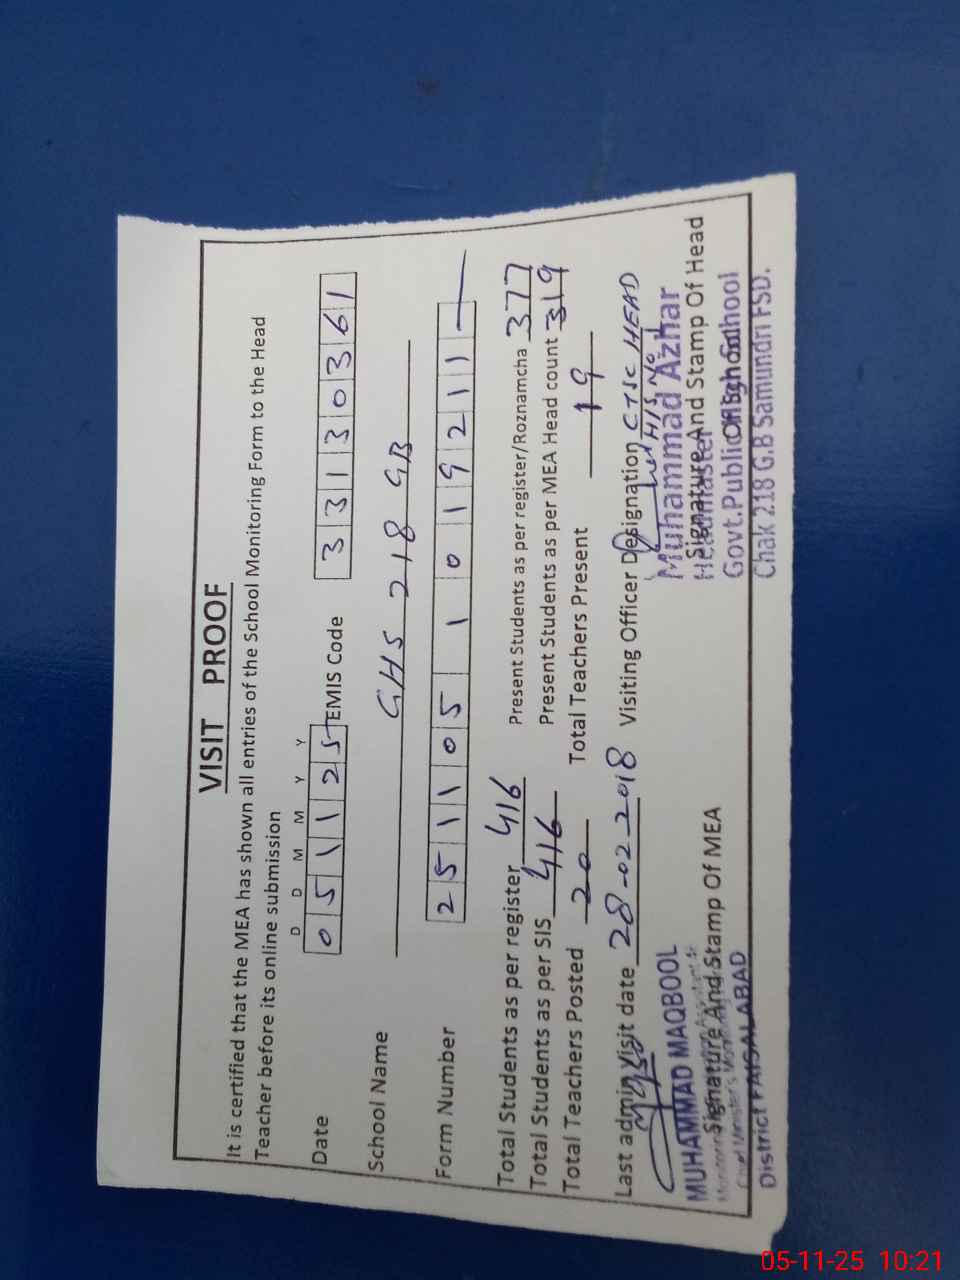 VISIT PROOF
It is certified that the MEA has shown all entries of the School Monitoring Form to the Head
Teacher before its online submission
D D M M Y Y
Date 0 5 1 1 2 5 EMIS Code 3 3 1 3 0 3 6 1
School Name GHS 218 GB
Form Number 2 5 1 1 0 5 1 0 1 9 2 1 1 —
Total Students as per register 416 Present Students as per register/Roznamcha 377
Total Students as per SIS 416 Present Students as per MEA Head count 319
Total Teachers Posted 20 Total Teachers Present 19
Last admin Visit date 28-02-2018 Visiting Officer Designation CTSC HEAD
MUHAMMAD MAQBOOL
Signature And Stamp Of MEA
District FAISALABAD
Muhammad Azhar
Signature And Stamp Of Head
Headmaster Of School
Govt.Public High School
Chak 218 G.B Samundri FSD.
05-11-25 10:21